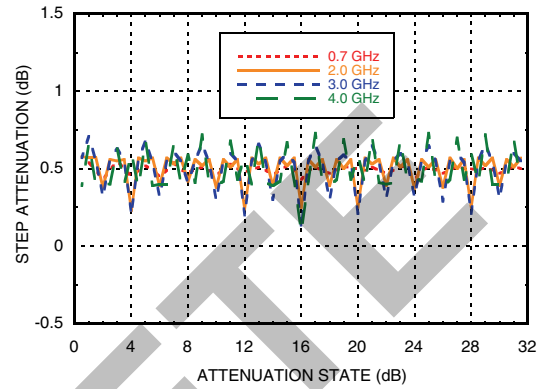 1.5
1
0.5
0
-0.5
STEP ATTENUATION (dB)
0.7 GHz
2.0 GHz
3.0 GHz
4.0 GHz
0 4 8 12 16 20 24 28 32
ATTENUATION STATE (dB)
ETE